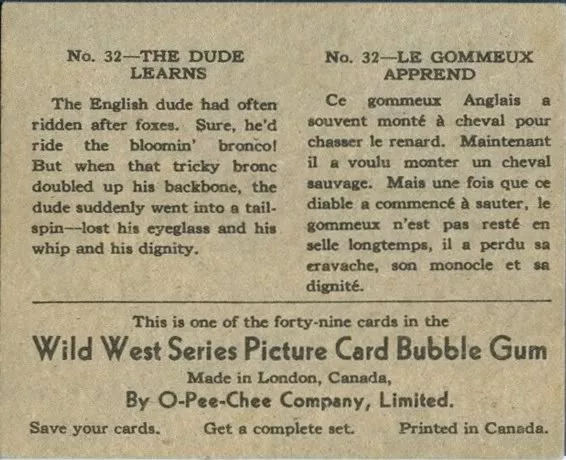 No. 32—THE DUDE
LEARNS
The English dude had often
ridden after foxes. Sure, he'd
ride the bloomin' bronco!
But when that tricky bronc
doubled up his backbone, the
dude suddenly went into a tail-
spin—lost his eyeglass and his
whip and his dignity.
No. 32—LE GOMMEUX
APPREND
Ce gommeux Anglais a
souvent monté à cheval pour
chasser le renard. Maintenant
il a voulu monter un cheval
sauvage. Mais une fois que ce
diable a commencé à sauter, le
gommeux n'est pas resté en
selle longtemps, il a perdu sa
eravache, son monocle et sa
dignité.
This is one of the forty-nine cards in the
Wild West Series Picture Card Bubble Gum
Made in London, Canada,
By O-Pee-Chee Company, Limited.
Save your cards. Get a complete set. Printed in Canada.